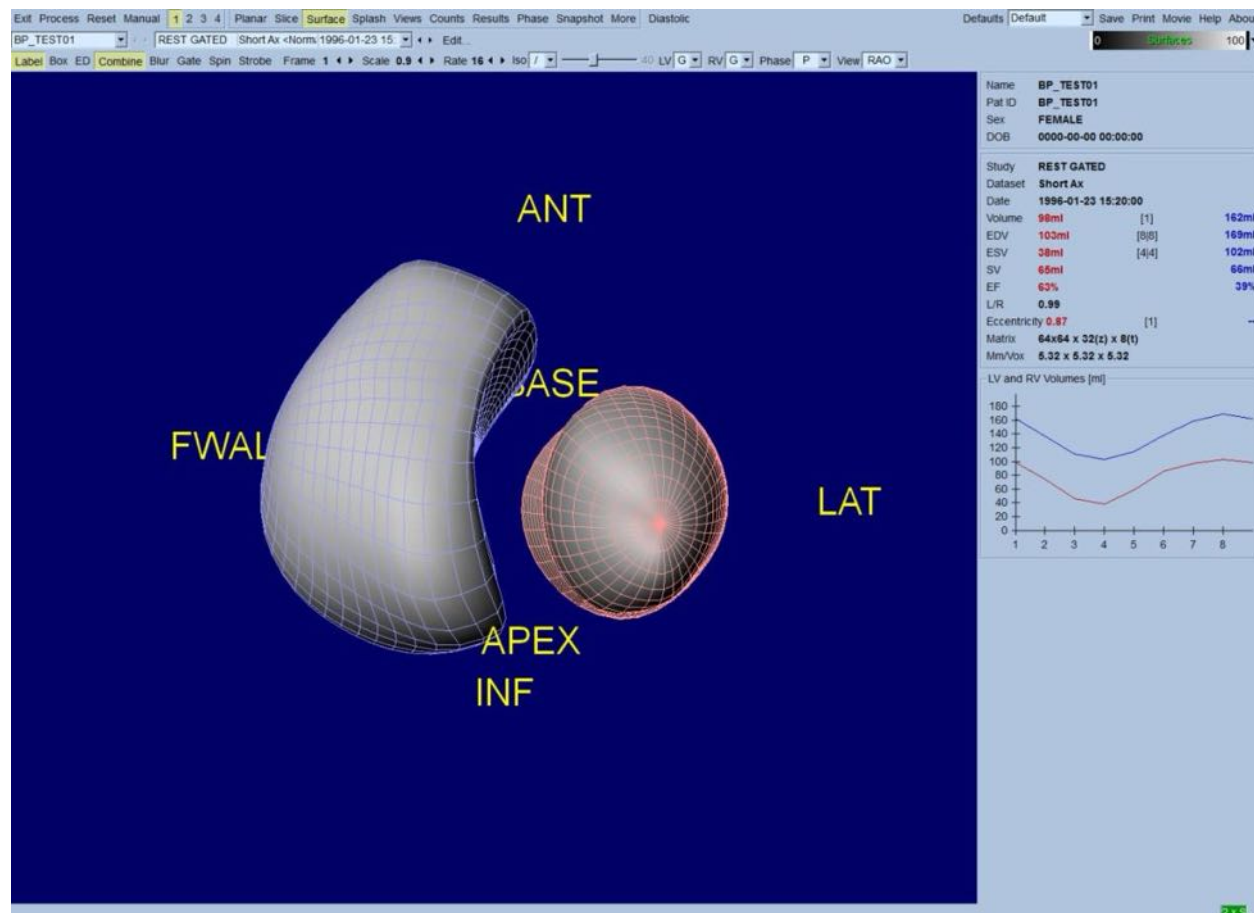 Exit Process Reset Manual 1 2 3 4 Planar Slice Surface Splash Views Counts Results Phase Snapshot More Diastolic Defaults Default Save Print Movie Help Abou
BP_TEST01 REST GATED Short Ax <Norm 1996-01-23 15: Edit...
0 Surfaces 100
Label Box ED Combine Blur Gate Spin Strobe Frame 1 Scale 0.9 Rate 16 Iso / 40 LV G RV G Phase P View RAO
ANT
BASE
FWAL
LAT
APEX
INF
Name BP_TEST01
Pat ID BP_TEST01
Sex FEMALE
DOB 0000-00-00 00:00:00
Study REST GATED
Dataset Short Ax
Date 1996-01-23 15:20:00
Volume 98ml [1] 162ml
EDV 103ml [8|8] 169ml
ESV 38ml [4|4] 102ml
SV 65ml 66ml
EF 63% 39%
L/R 0.99
Eccentricity 0.87 [1] --
Matrix 64x64 x 32(z) x 8(t)
Mm/Vox 5.32 x 5.32 x 5.32
LV and RV Volumes [ml]
180
160
140
120
100
80
60
40
20
0
1 2 3 4 5 6 7 8